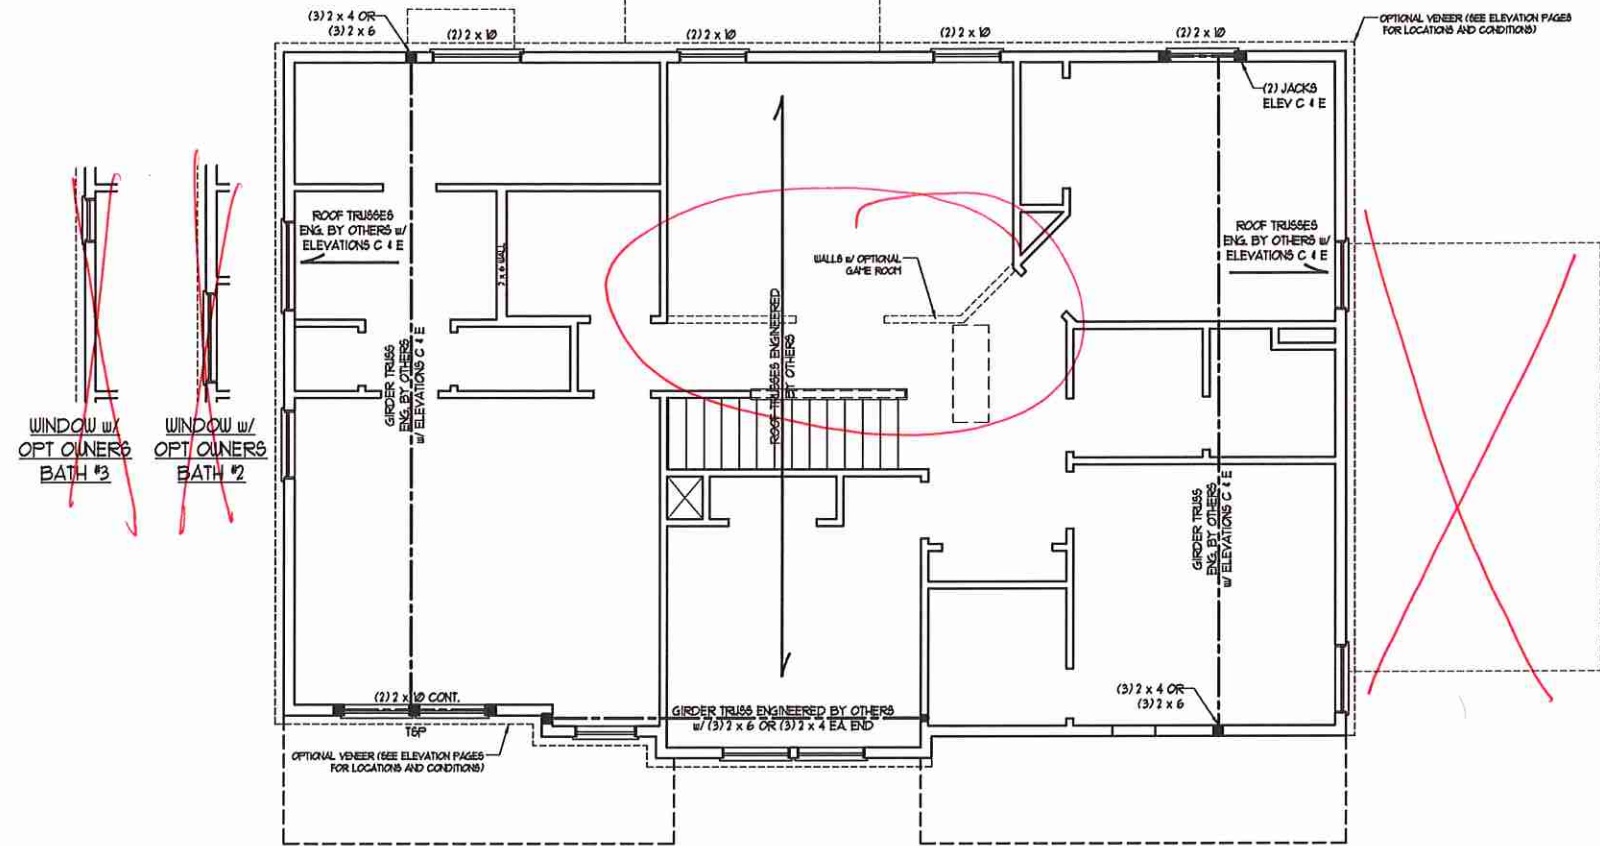 (3) 2 x 4 OR
(3) 2 x 6
(2) 2 x 10
(2) 2 x 10
(2) 2 x 10
(2) 2 x 10
OPTIONAL VENEER (SEE ELEVATION PAGES
FOR LOCATIONS AND CONDITIONS)
(2) JACKS
ELEV C & E
ROOF TRUSSES
ENG. BY OTHERS w/
ELEVATIONS C & E
2 x 6 WALL
WALLS w/ OPTIONAL
GAME ROOM
ROOF TRUSSES
ENG. BY OTHERS w/
ELEVATIONS C & E
ROOF TRUSSES ENGINEERED
BY OTHERS
GIRDER TRUSS
ENG. BY OTHERS
w/ ELEVATIONS C & E
WINDOW w/
OPT OWNERS
BATH #3
WINDOW w/
OPT OWNERS
BATH #2
GIRDER TRUSS
ENG. BY OTHERS
w/ ELEVATIONS C & E
(2) 2 x 10 CONT.
TSP
GIRDER TRUSS ENGINEERED BY OTHERS
w/ (3) 2 x 6 OR (3) 2 x 4 EA. END
(3) 2 x 4 OR
(3) 2 x 6
OPTIONAL VENEER (SEE ELEVATION PAGES
FOR LOCATIONS AND CONDITIONS)